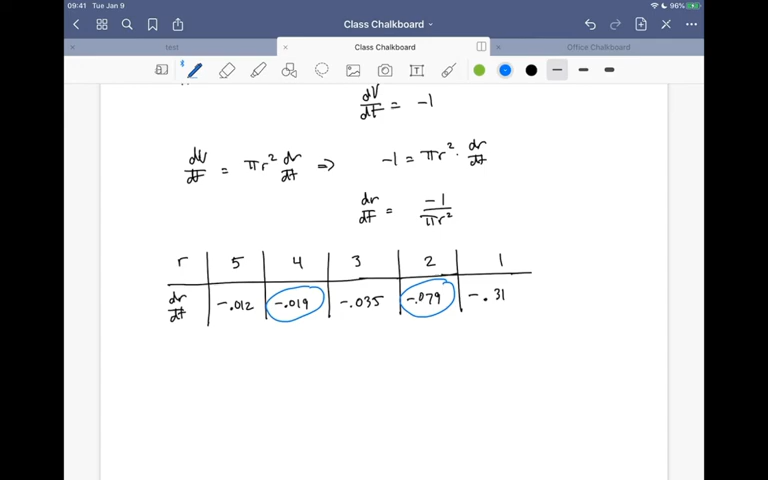 09:41 Tue Jan 9
96%
Class Chalkboard
test
Class Chalkboard
Office Chalkboard
dV/dt = -1
dV/dt = πr² dr/dt ⇒ -1 = πr² · dr/dt
dr/dt = -1/πr²
r 5 4 3 2 1
dr/dt -.012 -.019 -.035 -.079 -.31